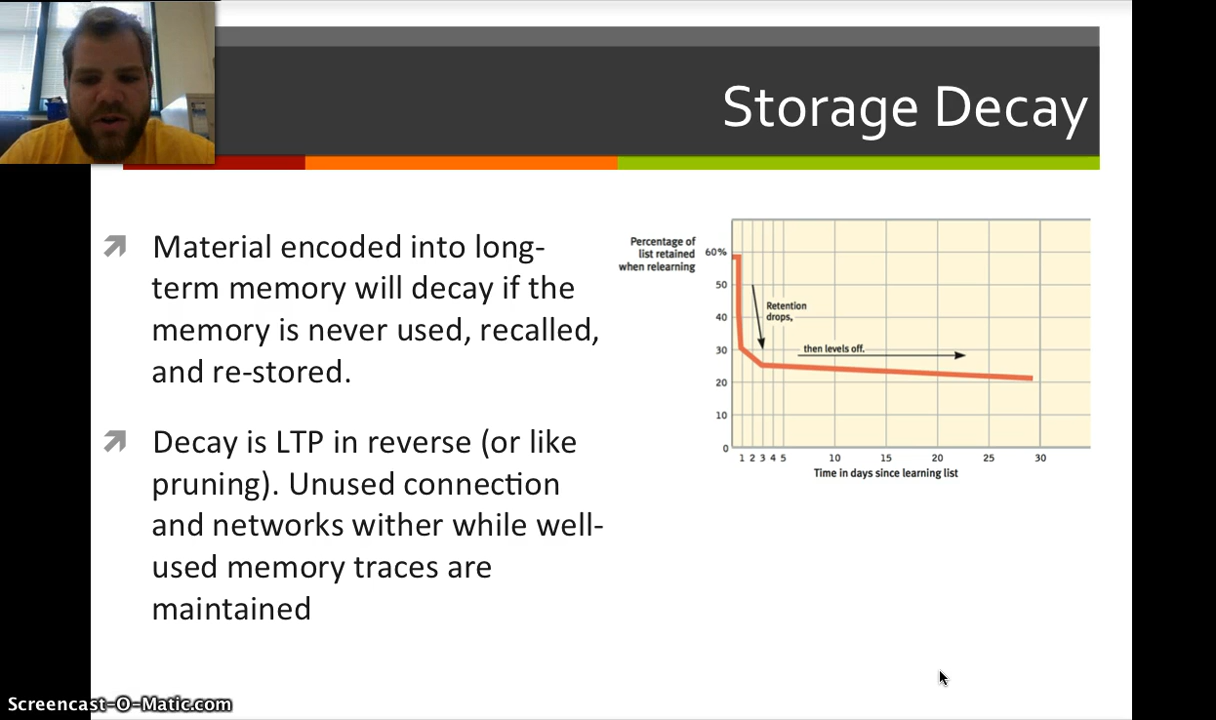 Storage Decay
Material encoded into long-
term memory will decay if the
memory is never used, recalled,
and re-stored.
Decay is LTP in reverse (or like
pruning). Unused connection
and networks wither while well-
used memory traces are
maintained
Percentage of
list retained
when relearning
60%
50
40
30
20
10
0
Retention
drops,
then levels off.
1 2 3 4 5 10 15 20 25 30
Time in days since learning list
Screencast-O-Matic.com